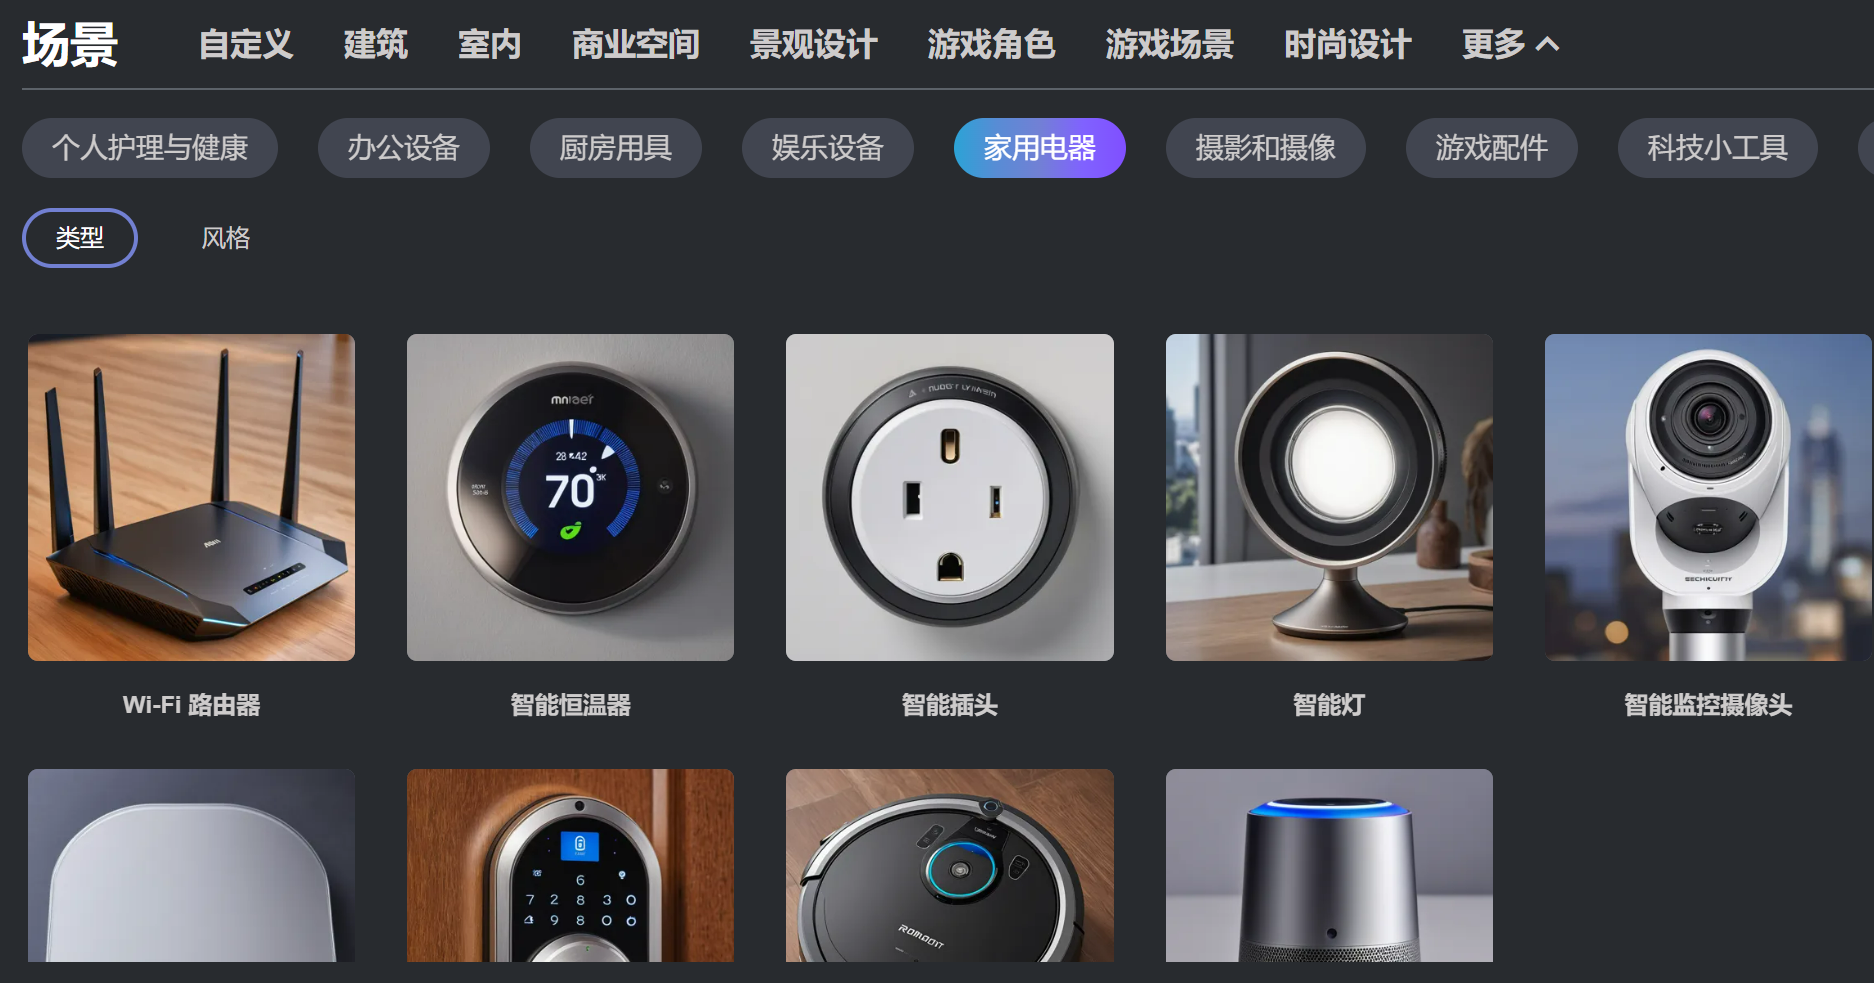 场景 自定义 建筑 室内 商业空间 景观设计 游戏角色 游戏场景 时尚设计 更多
个人护理与健康 办公设备 厨房用具 娱乐设备 家用电器 摄影和摄像 游戏配件 科技小工具
类型 风格
28 42
70
3K
SECHICURITY
Wi-Fi 路由器 智能恒温器 智能插头 智能灯 智能监控摄像头
6
7 2 8 3 0
9 8 0